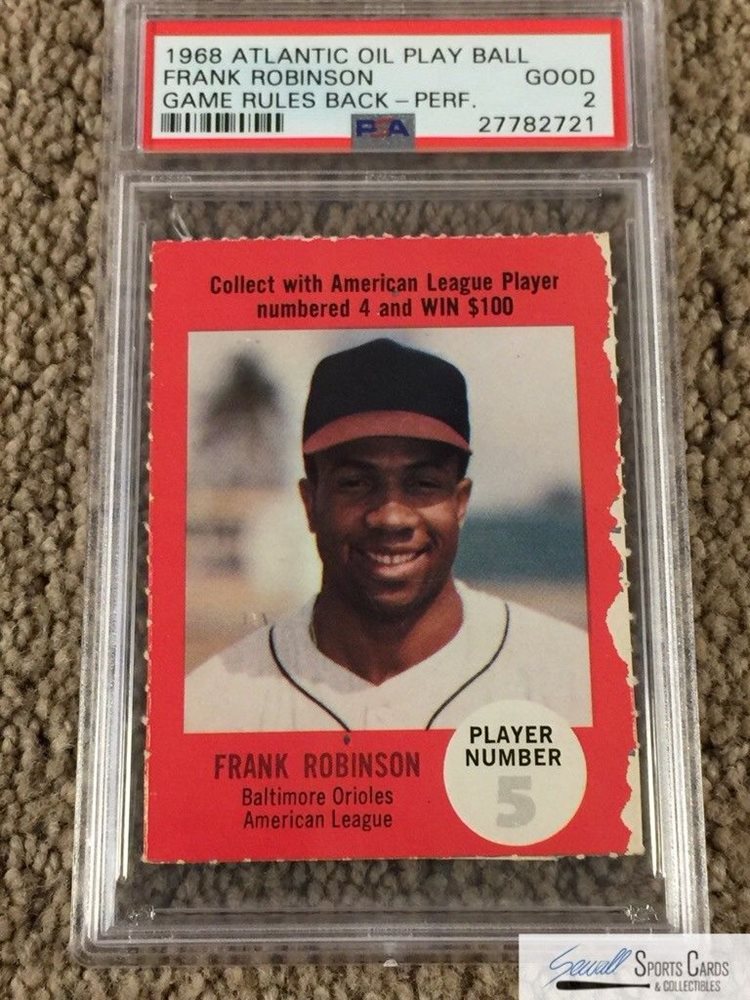 1968 ATLANTIC OIL PLAY BALL
FRANK ROBINSON GOOD
GAME RULES BACK – PERF. 2
PSA 27782721
Collect with American League Player
numbered 4 and WIN $100
FRANK ROBINSON
Baltimore Orioles
American League
PLAYER
NUMBER
5
Sewall SPORTS CARDS
& COLLECTIBLES